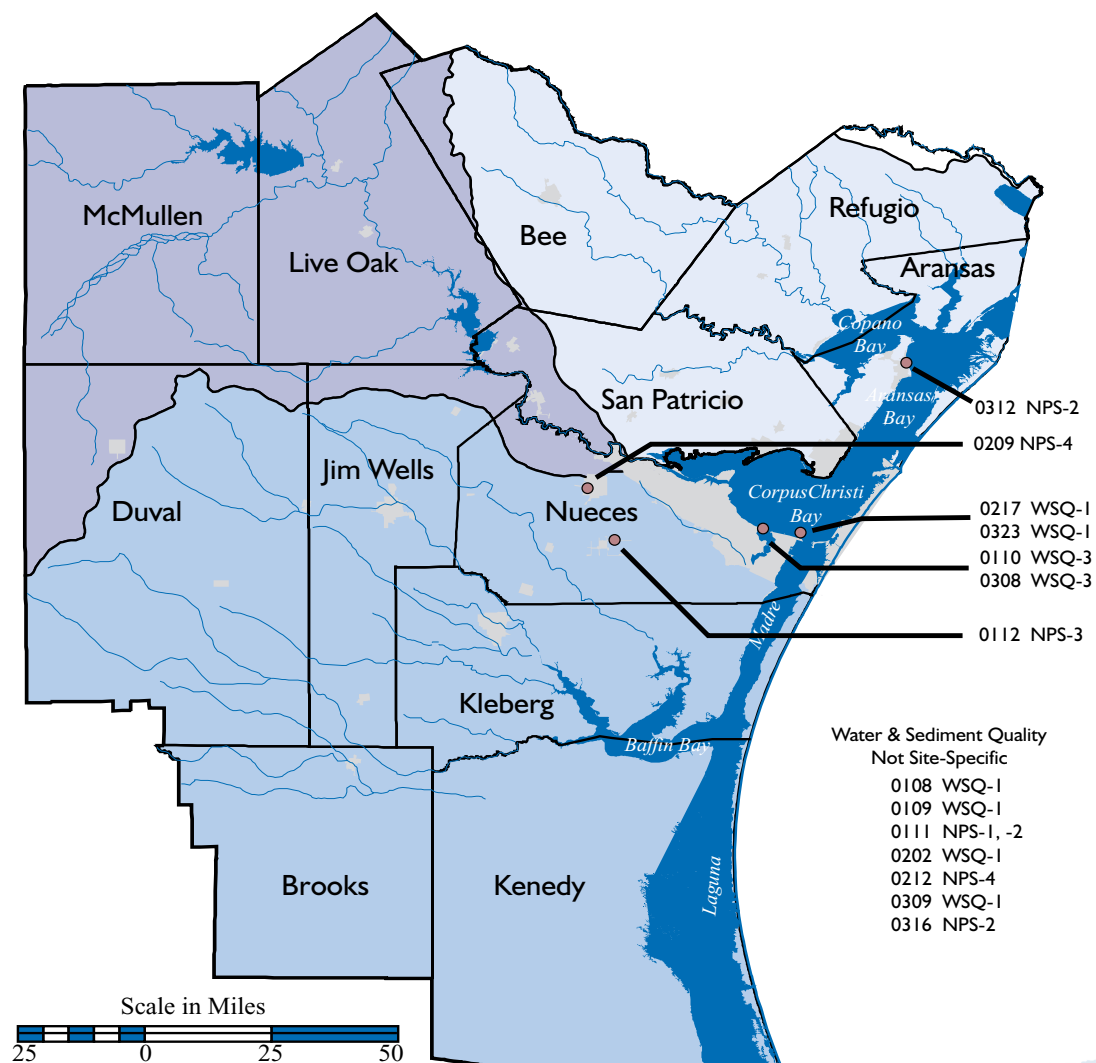 McMullen
Live Oak
Bee
Refugio
Aransas
Copano
Bay
Aransas
Bay
San Patricio
0312 NPS-2
0209 NPS-4
Duval
Jim Wells
Nueces
CorpusChristi
Bay
0217 WSQ-1
0323 WSQ-1
0110 WSQ-3
0308 WSQ-3
0112 NPS-3
Madre
Kleberg
Baffin Bay
Laguna
Brooks
Kenedy
Water & Sediment Quality
Not Site-Specific
0108 WSQ-1
0109 WSQ-1
0111 NPS-1, -2
0202 WSQ-1
0212 NPS-4
0309 WSQ-1
0316 NPS-2
Scale in Miles
25 0 25 50